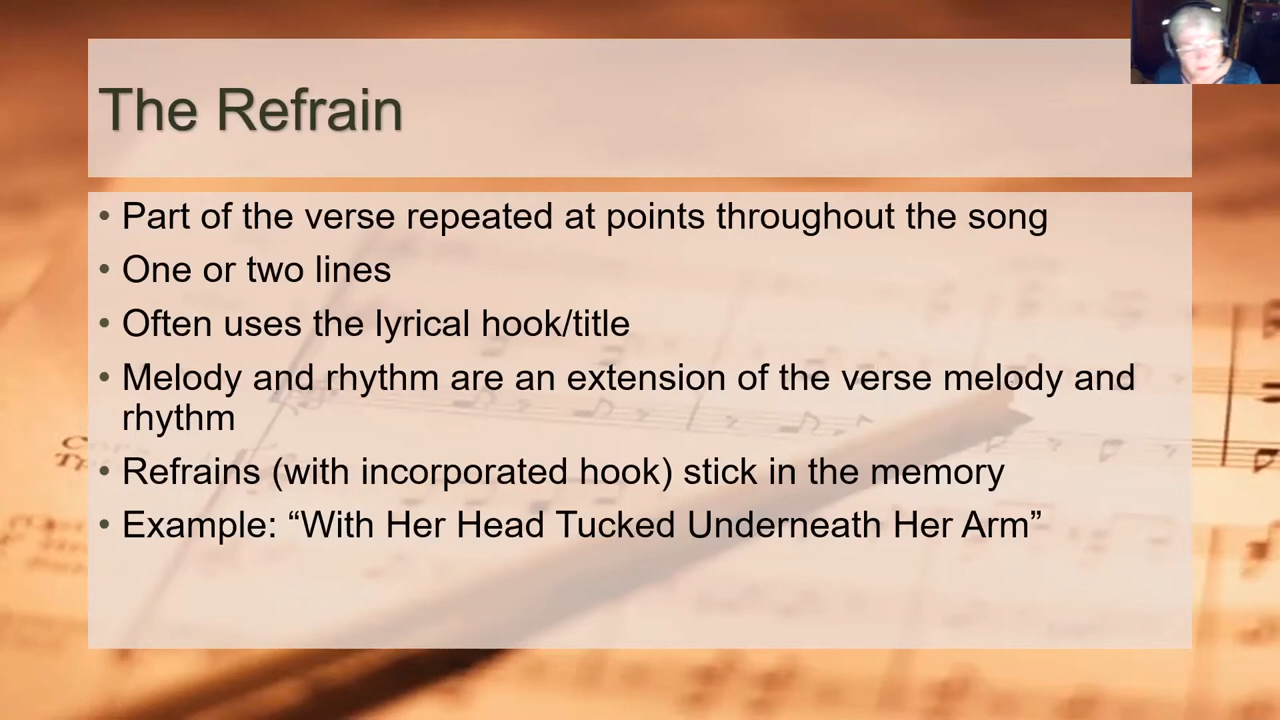 The Refrain
• Part of the verse repeated at points throughout the song
• One or two lines
• Often uses the lyrical hook/title
• Melody and rhythm are an extension of the verse melody and
rhythm
• Refrains (with incorporated hook) stick in the memory
• Example: “With Her Head Tucked Underneath Her Arm”